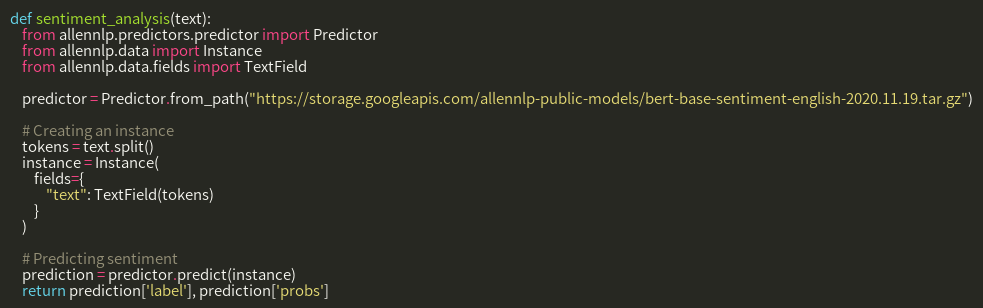 def sentiment_analysis(text):
from allennlp.predictors.predictor import Predictor
from allennlp.data import Instance
from allennlp.data.fields import TextField
predictor = Predictor.from_path("https://storage.googleapis.com/allennlp-public-models/bert-base-sentiment-english-2020.11.19.tar.gz")
# Creating an instance
tokens = text.split()
instance = Instance(
fields={
"text": TextField(tokens)
}
)
# Predicting sentiment
prediction = predictor.predict(instance)
return prediction['label'], prediction['probs']